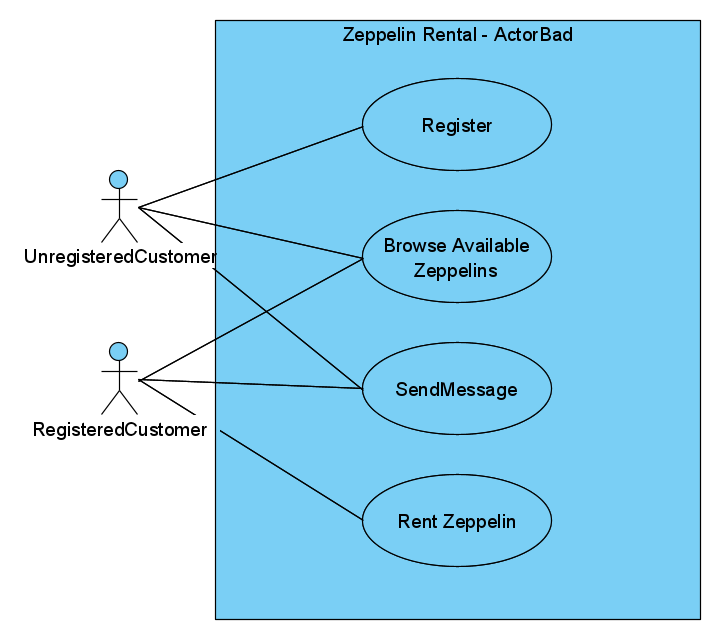 Zeppelin Rental - ActorBad
Register
UnregisteredCustomer
Browse Available
Zeppelins
SendMessage
RegisteredCustomer
Rent Zeppelin